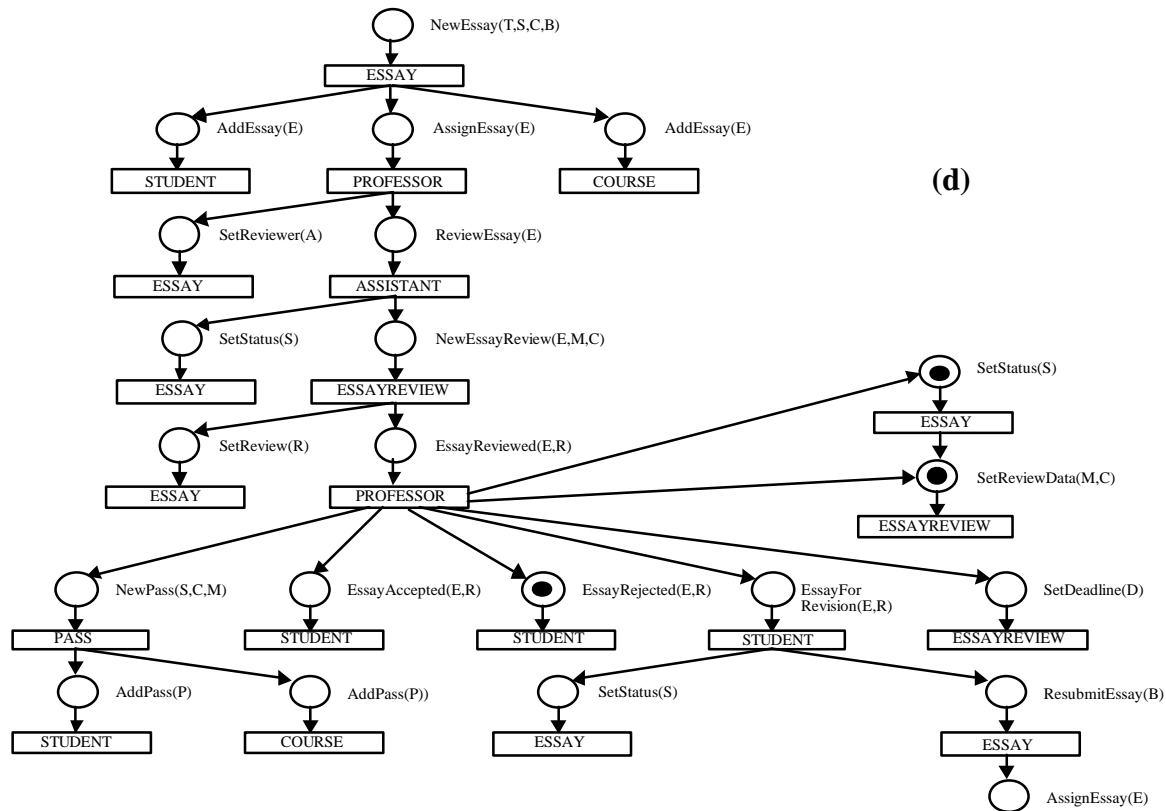 NewEssay(T,S,C,B)
ESSAY
AddEssay(E)
AssignEssay(E)
AddEssay(E)
STUDENT
PROFESSOR
COURSE
(d)
SetReviewer(A)
ReviewEssay(E)
ESSAY
ASSISTANT
SetStatus(S)
NewEssayReview(E,M,C)
SetStatus(S)
ESSAY
ESSAYREVIEW
ESSAY
SetReview(R)
EssayReviewed(E,R)
SetReviewData(M,C)
ESSAY
PROFESSOR
ESSAYREVIEW
NewPass(S,C,M)
EssayAccepted(E,R)
EssayRejected(E,R)
EssayFor
Revision(E,R)
SetDeadline(D)
PASS
STUDENT
STUDENT
STUDENT
ESSAYREVIEW
AddPass(P)
AddPass(P))
SetStatus(S)
ResubmitEssay(B)
STUDENT
COURSE
ESSAY
ESSAY
AssignEssay(E)